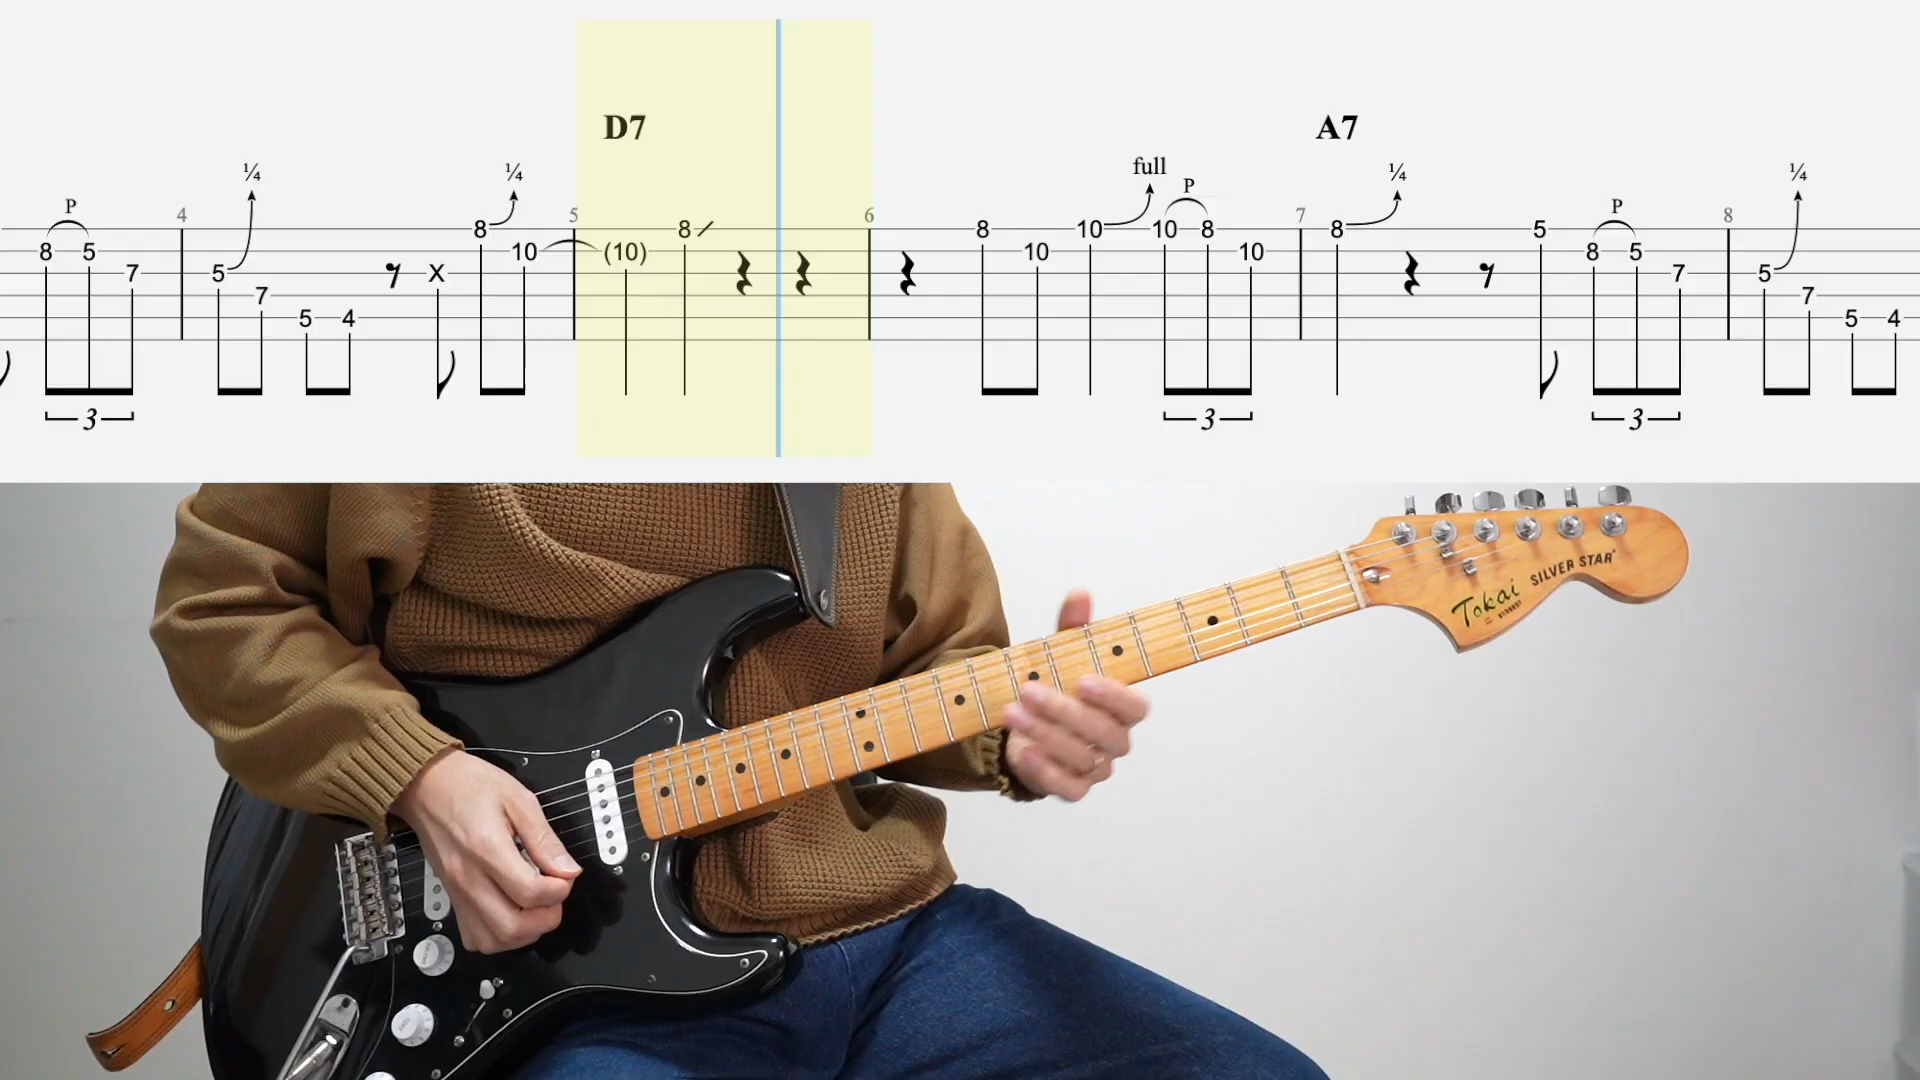 D7 A7
¼ ¼ full ¼ ¼
P P P
4 5 6 7 8
8 5 7 5 7 5 4 X 8 10 (10) 8 8 10 10 10 8 10 8 5 8 5 7 5 7 5 4
3 3 3
Tokai SILVER STAR